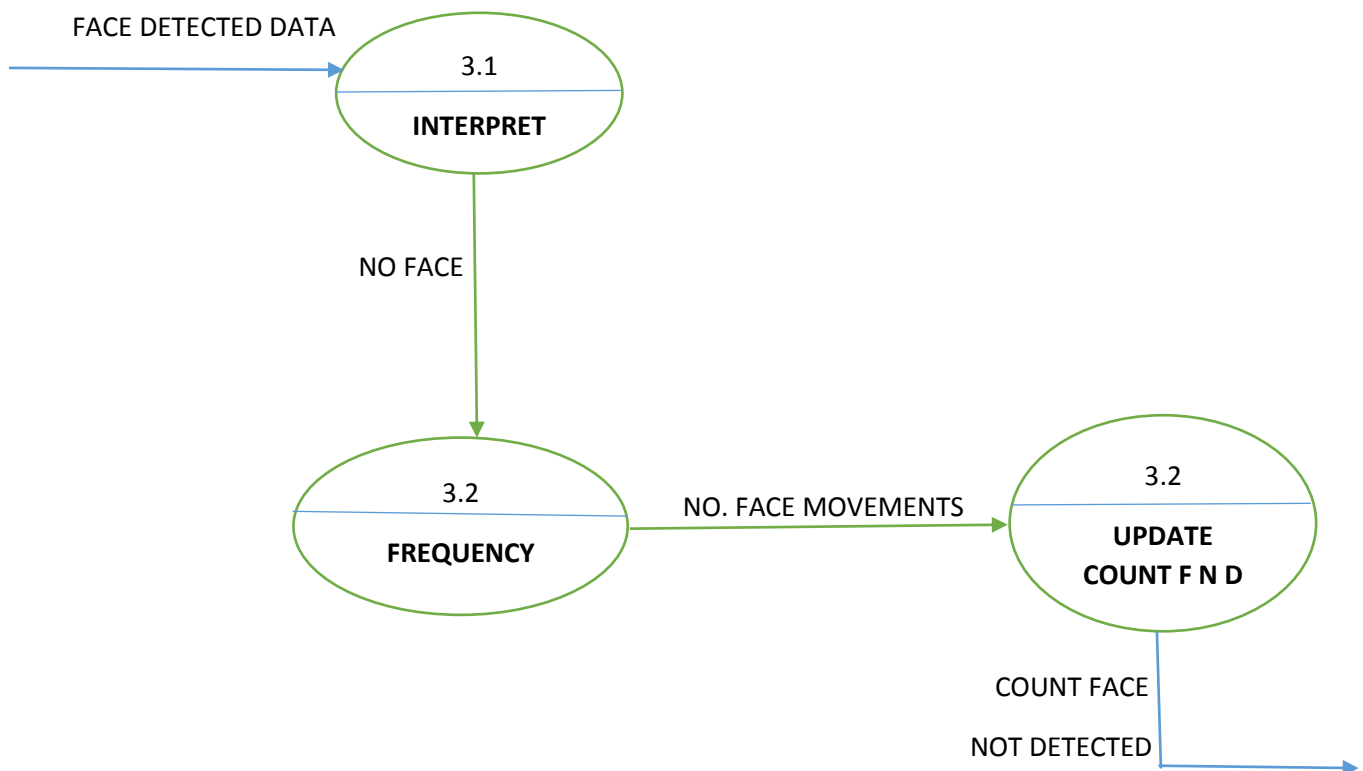 FACE DETECTED DATA
3.1
INTERPRET
NO FACE
3.2
FREQUENCY
NO. FACE MOVEMENTS
3.2
UPDATE
COUNT F N D
COUNT FACE
NOT DETECTED